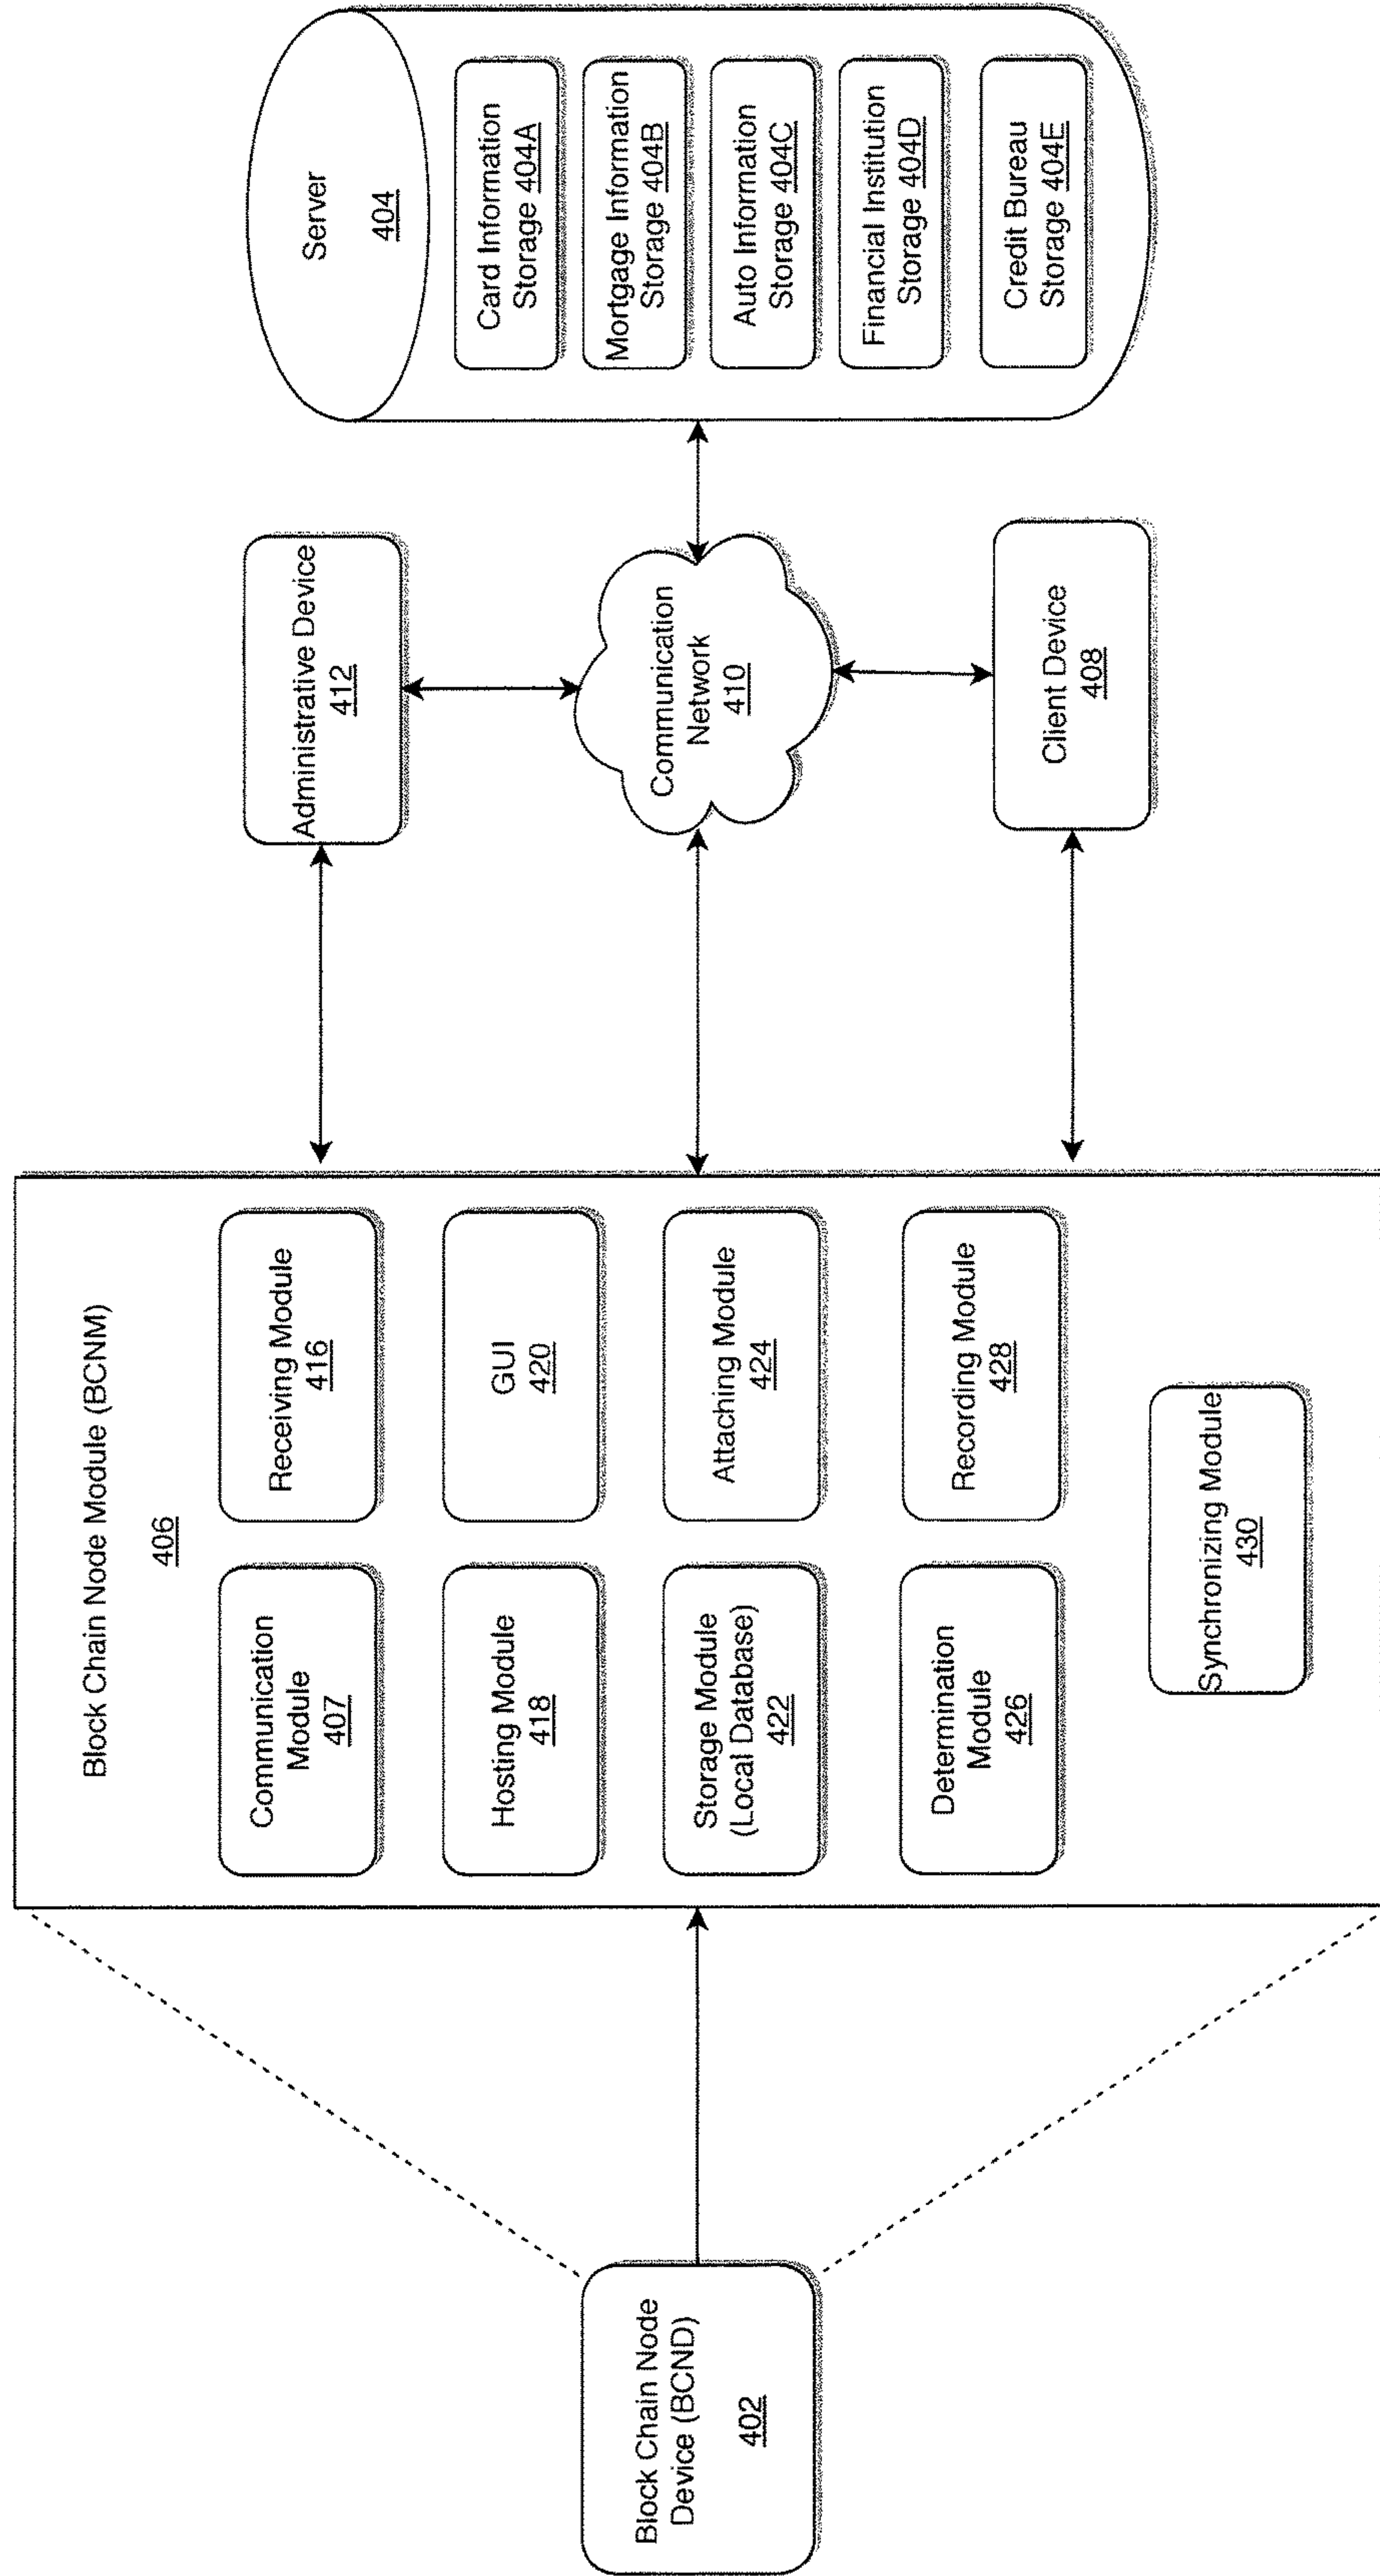 Block Chain Node
Device (BCND)
402
Block Chain Node Module (BCNM)
406
Communication
Module
407
Receiving Module
416
Hosting Module
418
GUI
420
Storage Module
(Local Database)
422
Attaching Module
424
Determination
Module
426
Recording Module
428
Synchronizing Module
430
Administrative Device
412
Communication
Network
410
Client Device
408
Server
404
Card Information
Storage 404A
Mortgage Information
Storage 404B
Auto Information
Storage 404C
Financial Institution
Storage 404D
Credit Bureau
Storage 404E